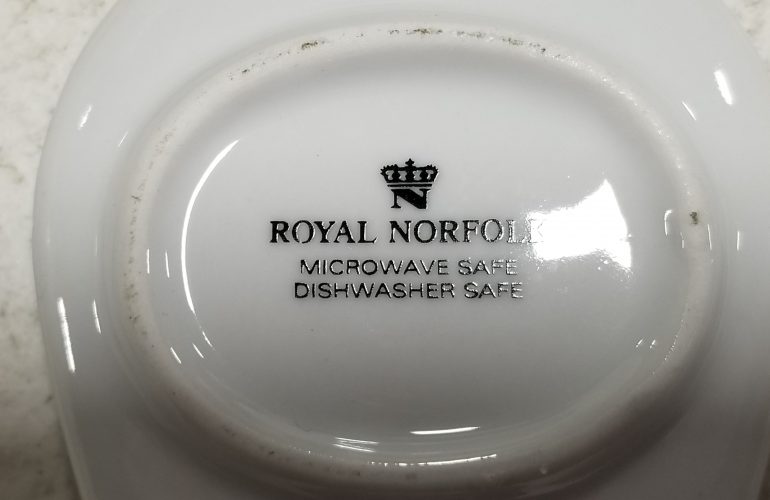 N
ROYAL NORFOLK
MICROWAVE SAFE
DISHWASHER SAFE